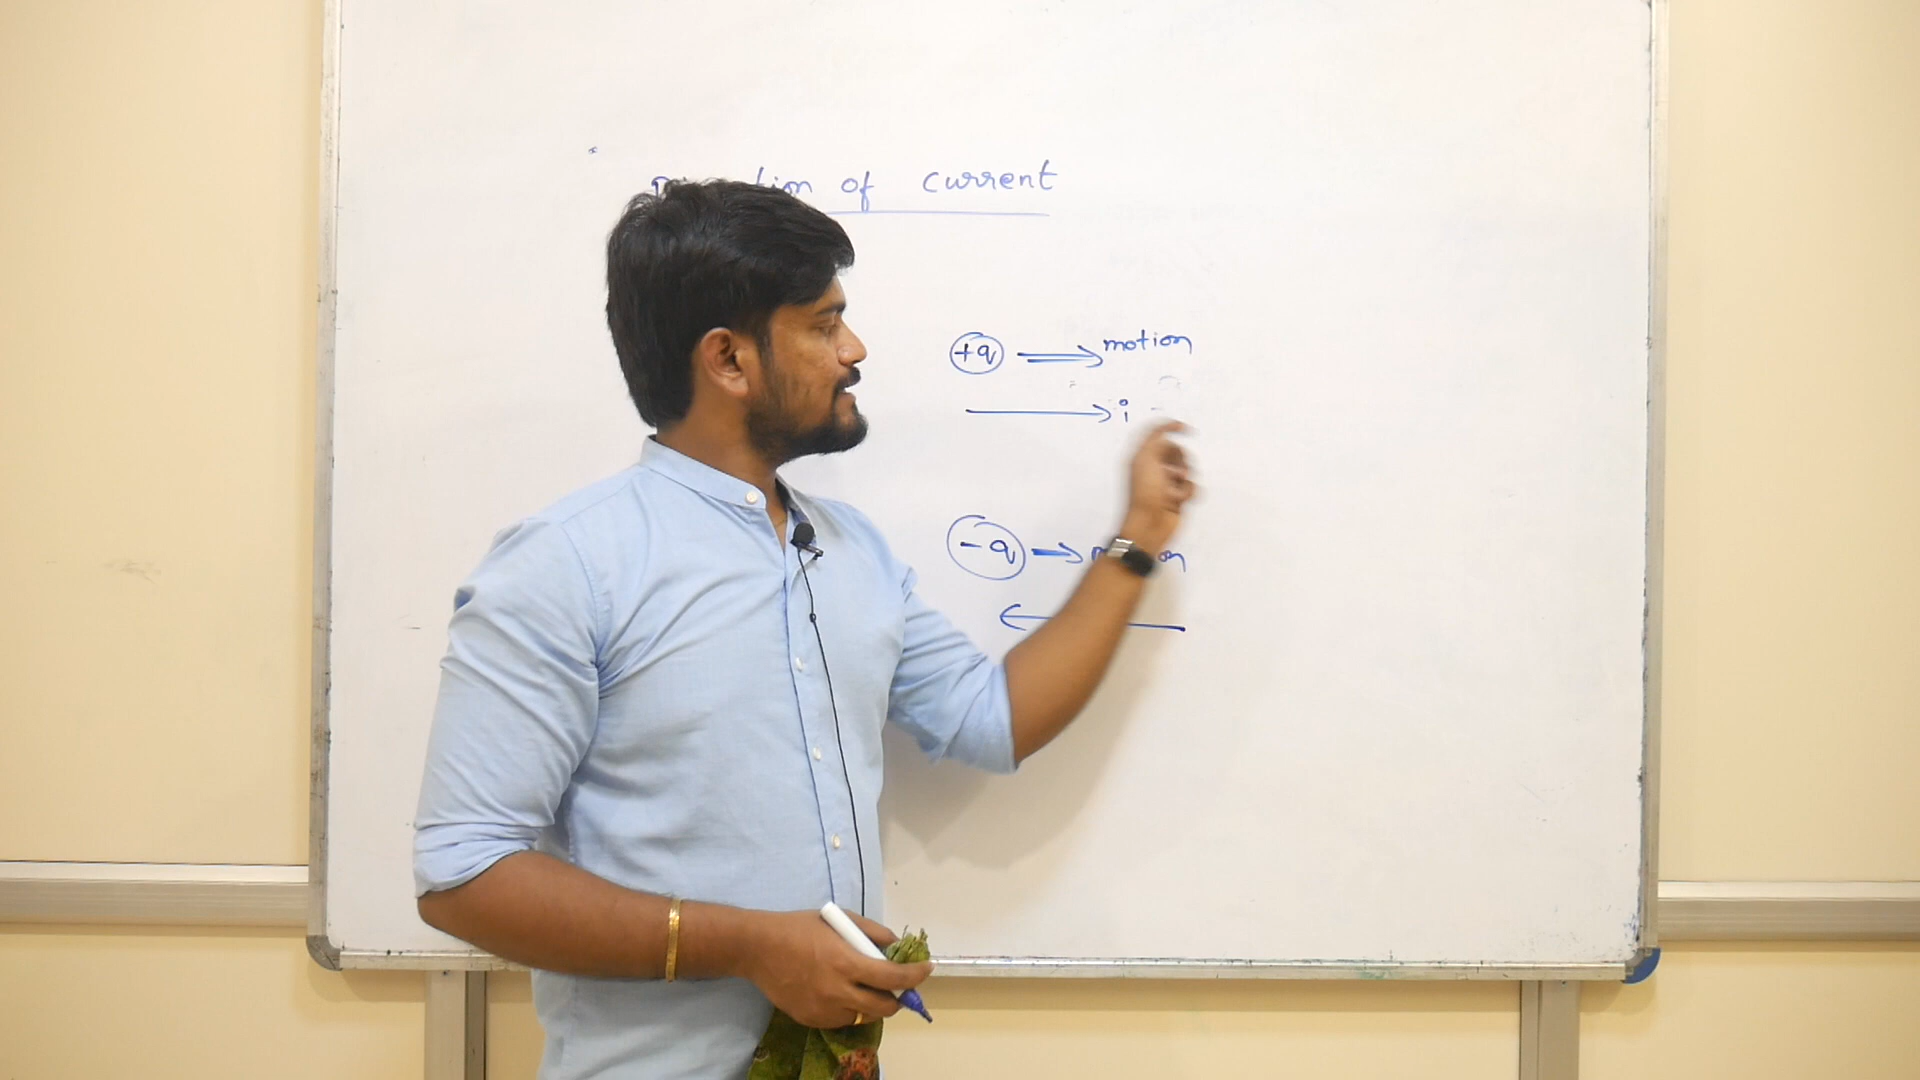 of current
+q motion
i
-q